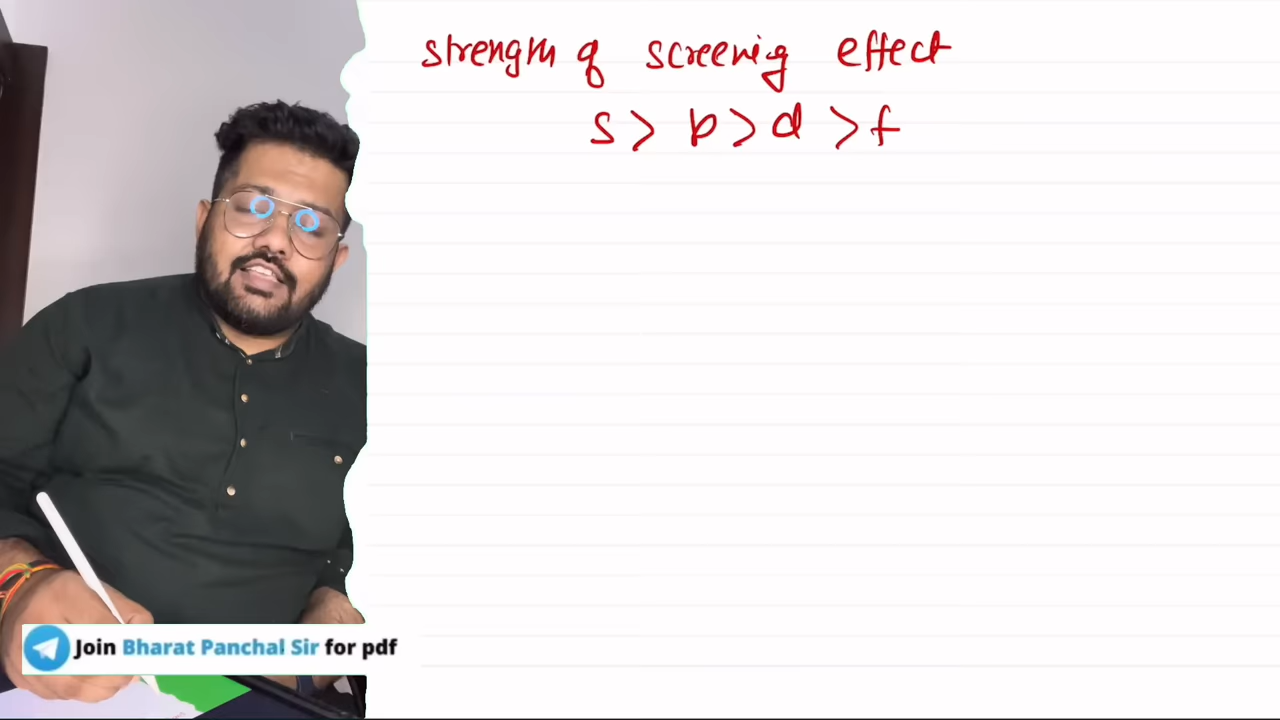 strength of screening effect
s > p > d > f
Join Bharat Panchal Sir for pdf